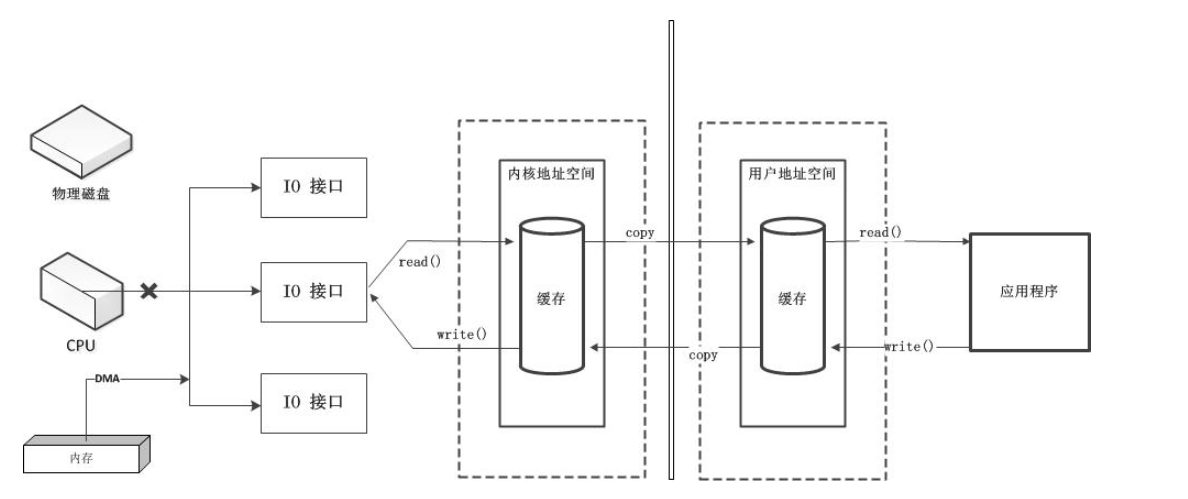 物理磁盘
CPU
DMA
内存
IO 接口
IO 接口
IO 接口
read()
write()
内核地址空间
缓存
copy
copy
用户地址空间
缓存
read()
write()
应用程序